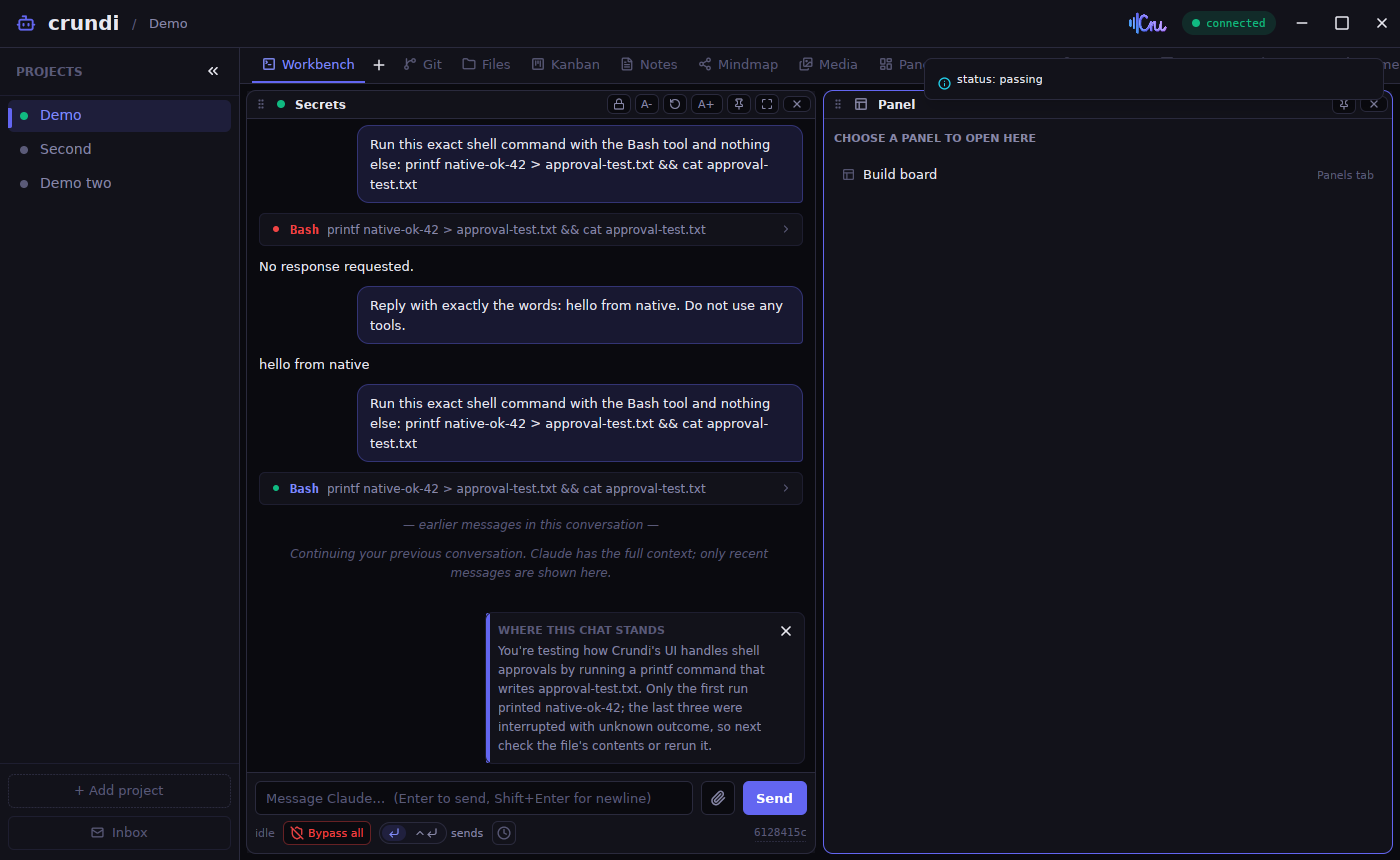 crundi / Demo
Cru
connected
PROJECTS
Demo
Second
Demo two
+ Add project
Inbox
Workbench
Git
Files
Kanban
Notes
Mindmap
Media
status: passing
Secrets
A-
A+
Run this exact shell command with the Bash tool and nothing
else: printf native-ok-42 > approval-test.txt && cat approval-
test.txt
Bash printf native-ok-42 > approval-test.txt && cat approval-test.txt
No response requested.
Reply with exactly the words: hello from native. Do not use any
tools.
hello from native
Run this exact shell command with the Bash tool and nothing
else: printf native-ok-42 > approval-test.txt && cat approval-
test.txt
Bash printf native-ok-42 > approval-test.txt && cat approval-test.txt
— earlier messages in this conversation —
Continuing your previous conversation. Claude has the full context; only recent
messages are shown here.
WHERE THIS CHAT STANDS
You're testing how Crundi's UI handles shell
approvals by running a printf command that
writes approval-test.txt. Only the first run
printed native-ok-42; the last three were
interrupted with unknown outcome, so next
check the file's contents or rerun it.
Message Claude... (Enter to send, Shift+Enter for newline)
Send
idle
Bypass all
sends
6128415c
Panel
CHOOSE A PANEL TO OPEN HERE
Build board
Panels tab